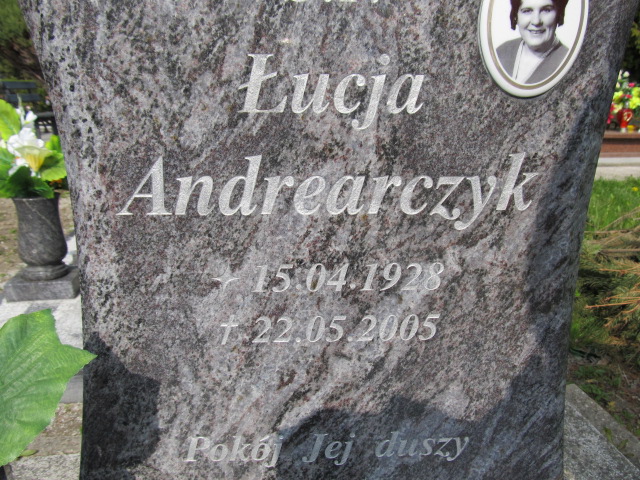 Łucja
Andrearczyk
15.04.1928
† 22.05.2005
Pokój Jej duszy